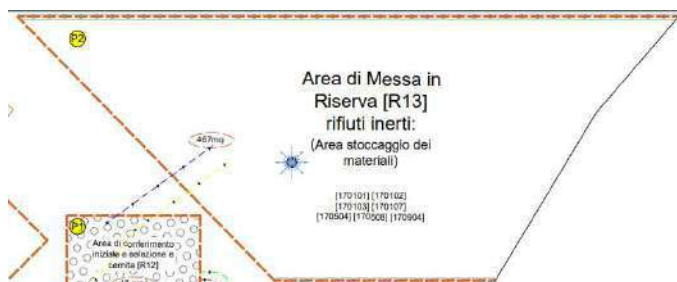 P2
Area di Messa in
Riserva [R13]
rifiuti inerti:
(Area stoccaggio dei
materiali)
467mq
[170101] [170102]
[170103] [170107]
[170504] [170508] [170904]
P1
Area di conferimento
iniziale e selezione e
cernita [R12]